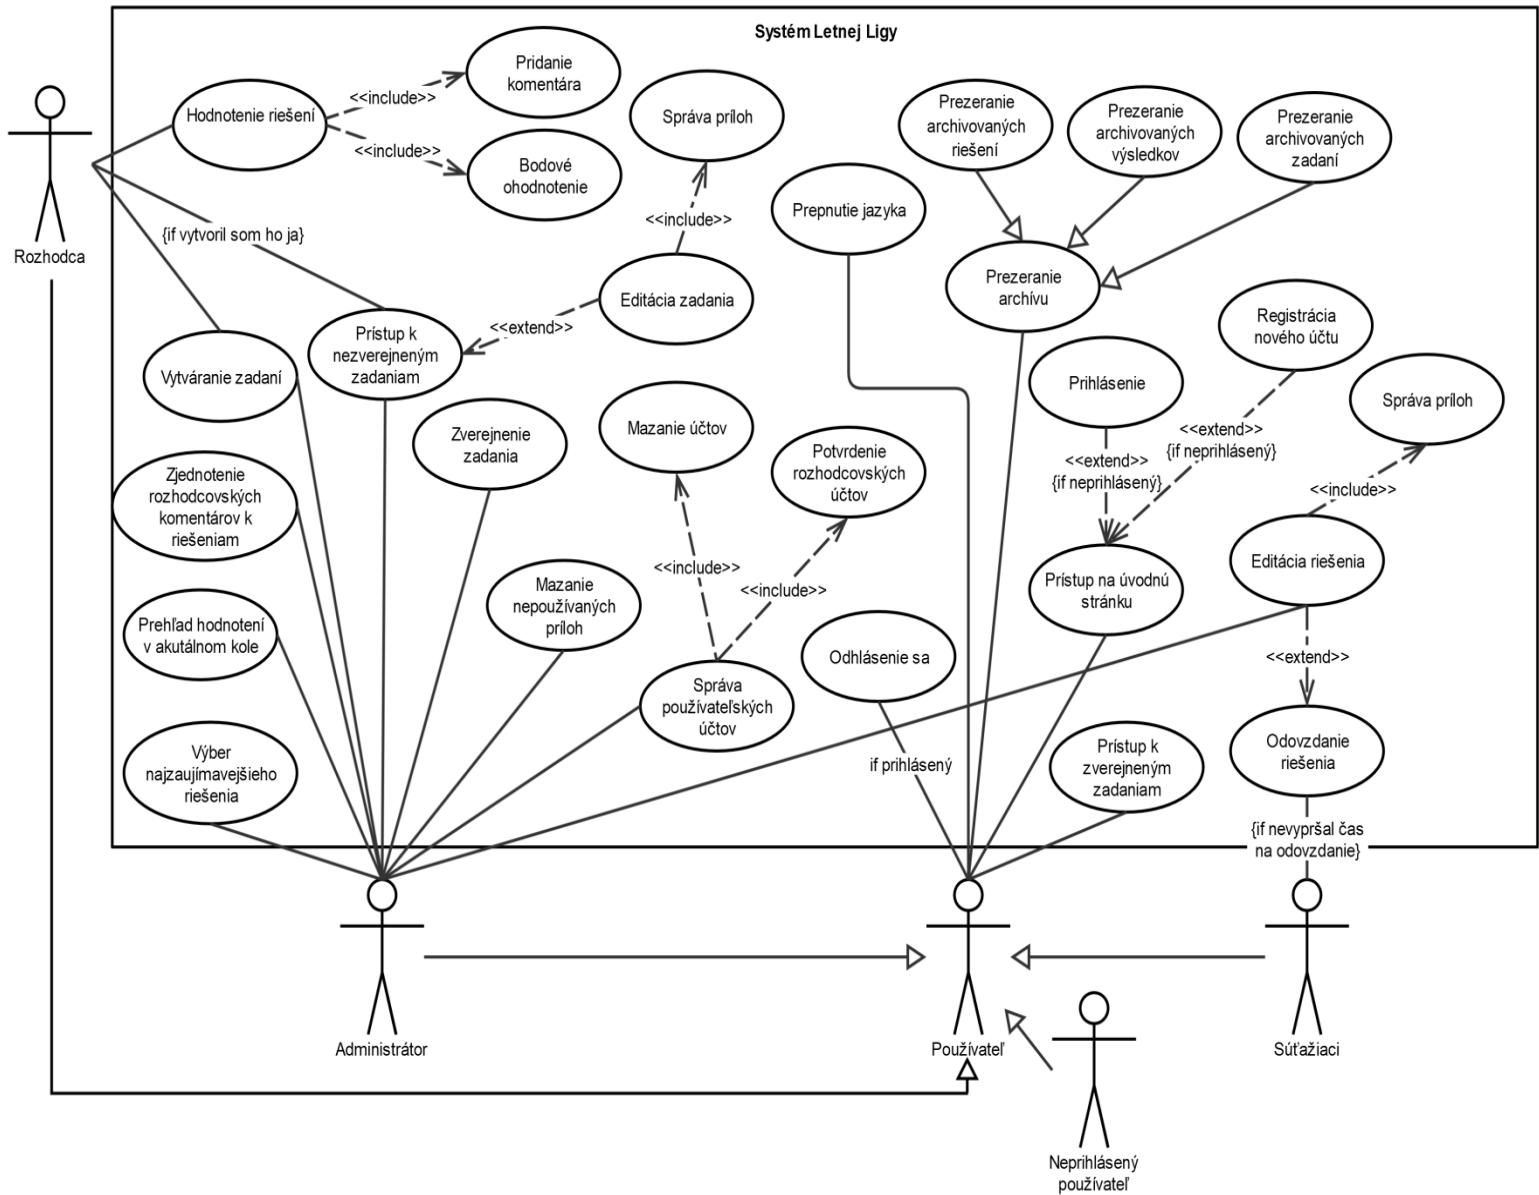 Systém Letnej Ligy
Pridanie
komentára
Hodnotenie riešení
<<include>>
<<include>>
Bodové
ohodnotenie
Správa príloh
<<include>>
Prezeranie
archivovaných
riešení
Prezeranie
archivovaných
výsledkov
Prezeranie
archivovaných
zadaní
Prepnutie jazyka
{if vytvoril som ho ja}
Rozhodca
Editácia zadania
<<extend>>
Prezeranie
archívu
Registrácia
nového účtu
Prístup k
nezverejneným
zadaniam
Vytváranie zadaní
Prihlásenie
Správa príloh
Zverejnenie
zadania
Mazanie účtov
Potvrdenie
rozhodcovských
účtov
<<extend>>
{if neprihlásený}
<<extend>>
{if neprihlásený}
<<include>>
Zjednotenie
rozhodcovských
komentárov k
riešeniam
<<include>>
<<include>>
Editácia riešenia
Mazanie
nepoužívaných
príloh
Prístup na úvodnú
stránku
Prehľad hodnotení
v akutálnom kole
Odhlásenie sa
<<extend>>
Správa
používateľských
účtov
Výber
najzaujímavejšieho
riešenia
if prihlásený
Prístup k
zverejneným
zadaniam
Odovzdanie
riešenia
{if nevypršal čas
na odovzdanie}
Administrátor
Používateľ
Súťažiaci
Neprihlásený
používateľ